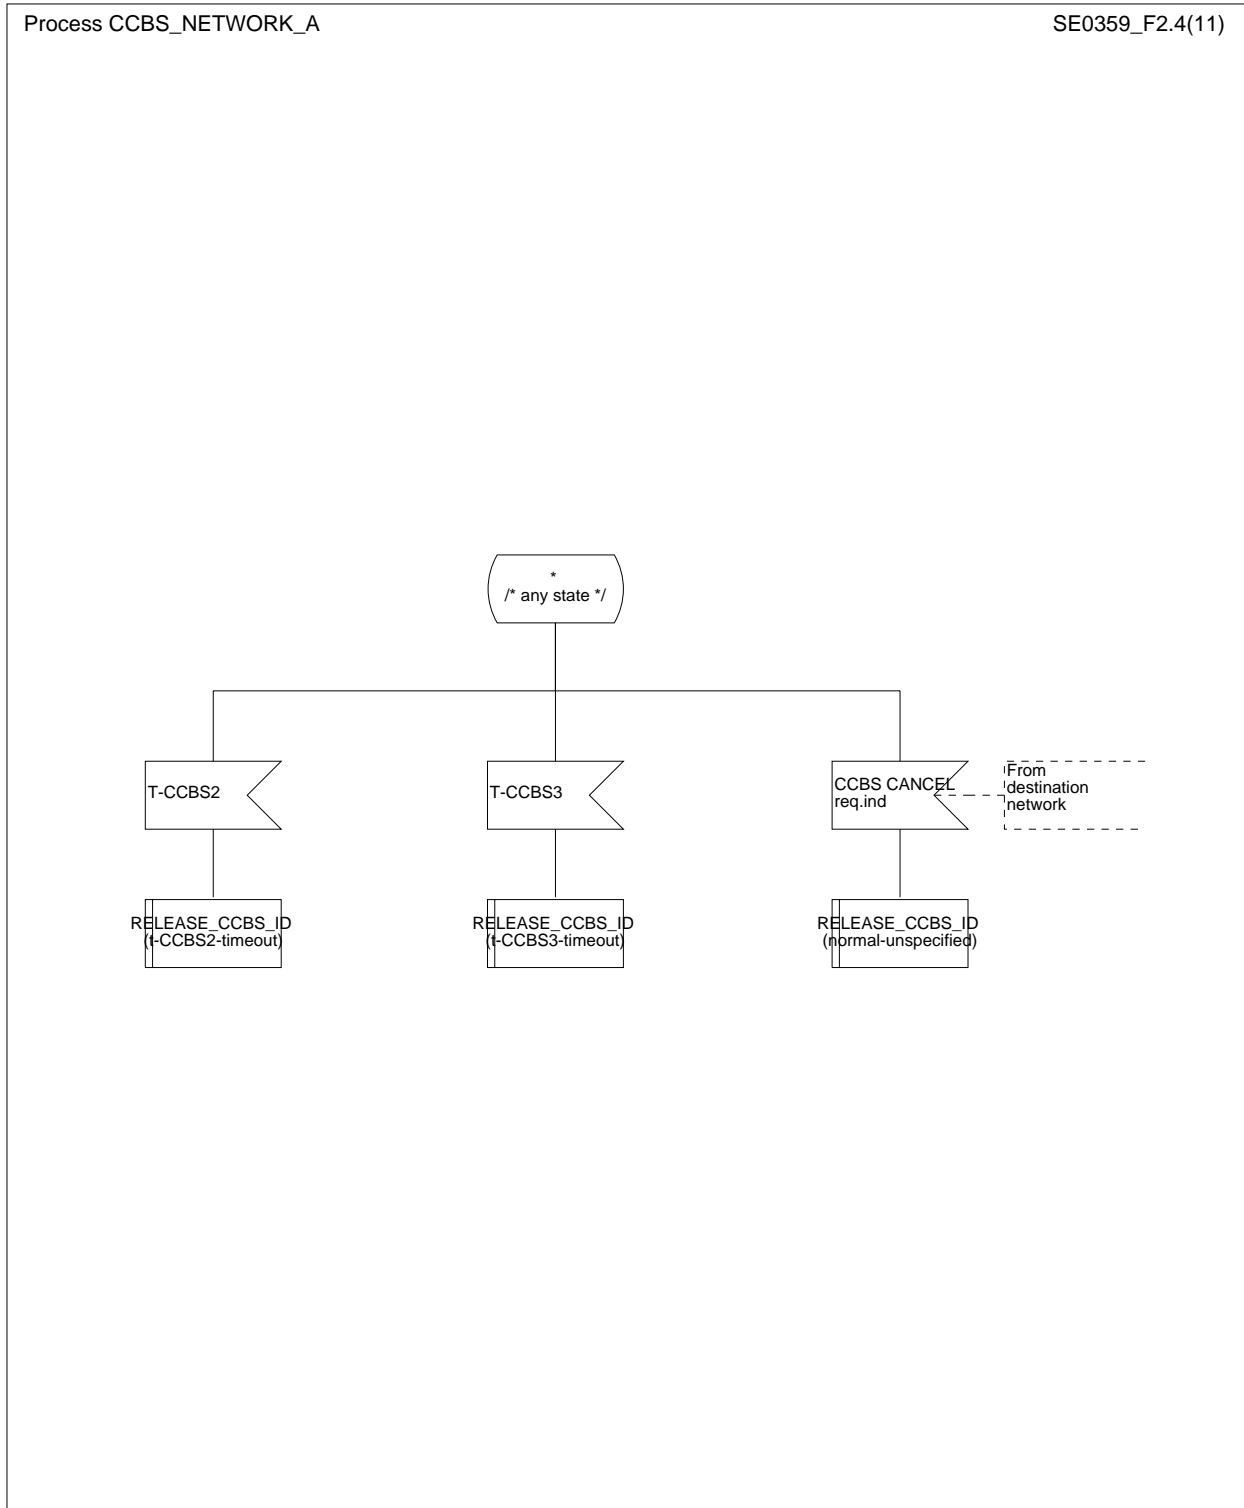 Process CCBS_NETWORK_A
SE0359_F2.4(11)
*
/* any state */
T-CCBS2
T-CCBS3
CCBS CANCEL
req.ind
From
destination
network
RELEASE_CCBS_ID
(t-CCBS2-timeout)
RELEASE_CCBS_ID
(t-CCBS3-timeout)
RELEASE_CCBS_ID
(normal-unspecified)